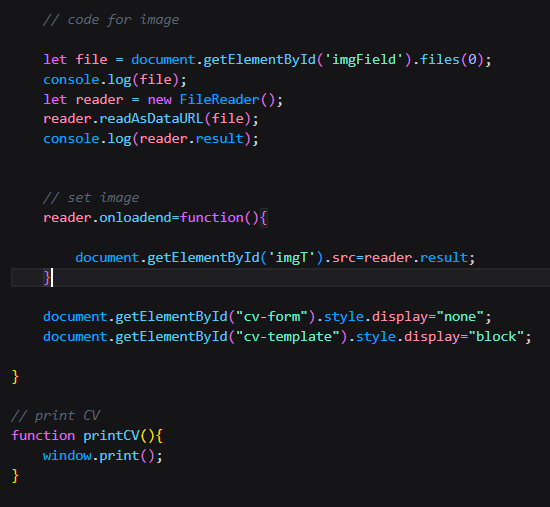 // code for image
let file = document.getElementById('imgField').files(0);
console.log(file);
let reader = new FileReader();
reader.readAsDataURL(file);
console.log(reader.result);
// set image
reader.onloadend=function(){
document.getElementById('imgT').src=reader.result;
}
document.getElementById("cv-form").style.display="none";
document.getElementById("cv-template").style.display="block";
}
// print CV
function printCV(){
window.print();
}